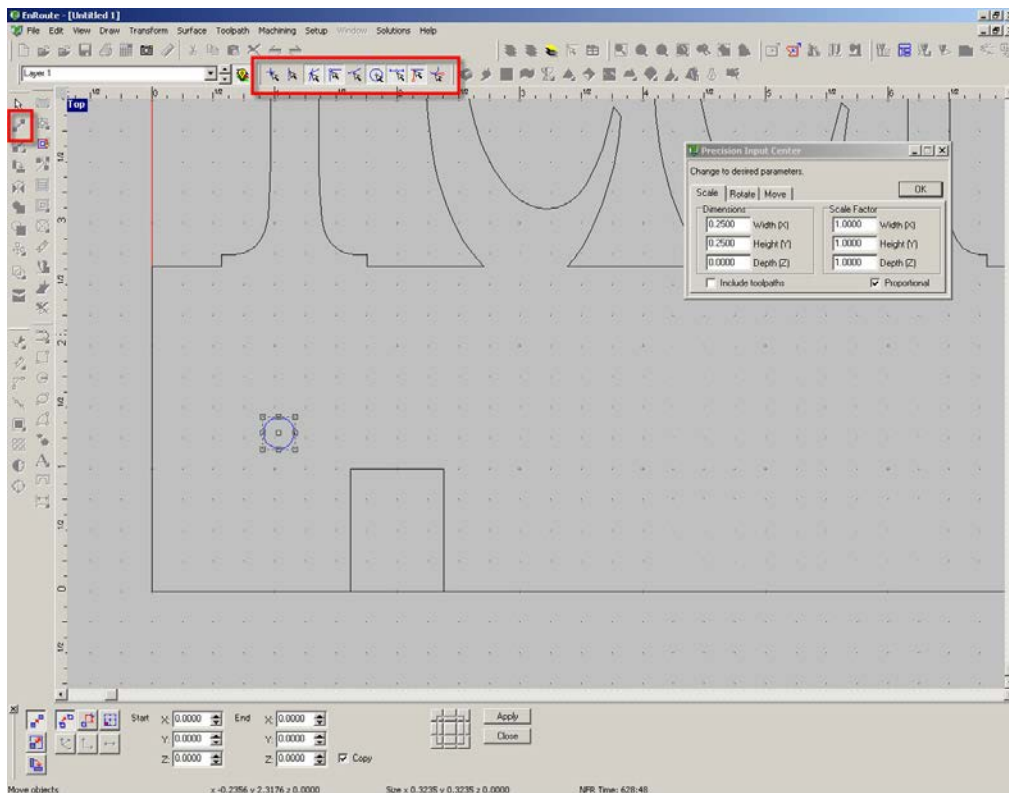 EnRoute - [Untitled 1]
File Edit View Draw Transform Surface Toolpath Machining Setup Window Solutions Help
Layer 1
Top
Precision Input Center
Change to desired parameters.
OK
Scale Rotate Move
Dimensions Scale Factor
0.2500 Width (X) 1.0000 Width (X)
0.2500 Height (Y) 1.0000 Height (Y)
0.0000 Depth (Z) 1.0000 Depth (Z)
Include toolpaths Proportional
Start X: 0.0000 End X: 0.0000 Apply
Y: 0.0000 Y: 0.0000 Close
Z: 0.0000 Z: 0.0000 Copy
Move objects x -0.2356 y 2.3176 z 0.0000 Size x 0.3235 y 0.3235 z 0.0000 NFR Time: 628:48